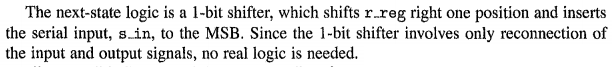 The next-state logic is a 1-bit shifter, which shifts r_reg right one position and inserts
the serial input, s_in, to the MSB. Since the 1-bit shifter involves only reconnection of
the input and output signals, no real logic is needed.